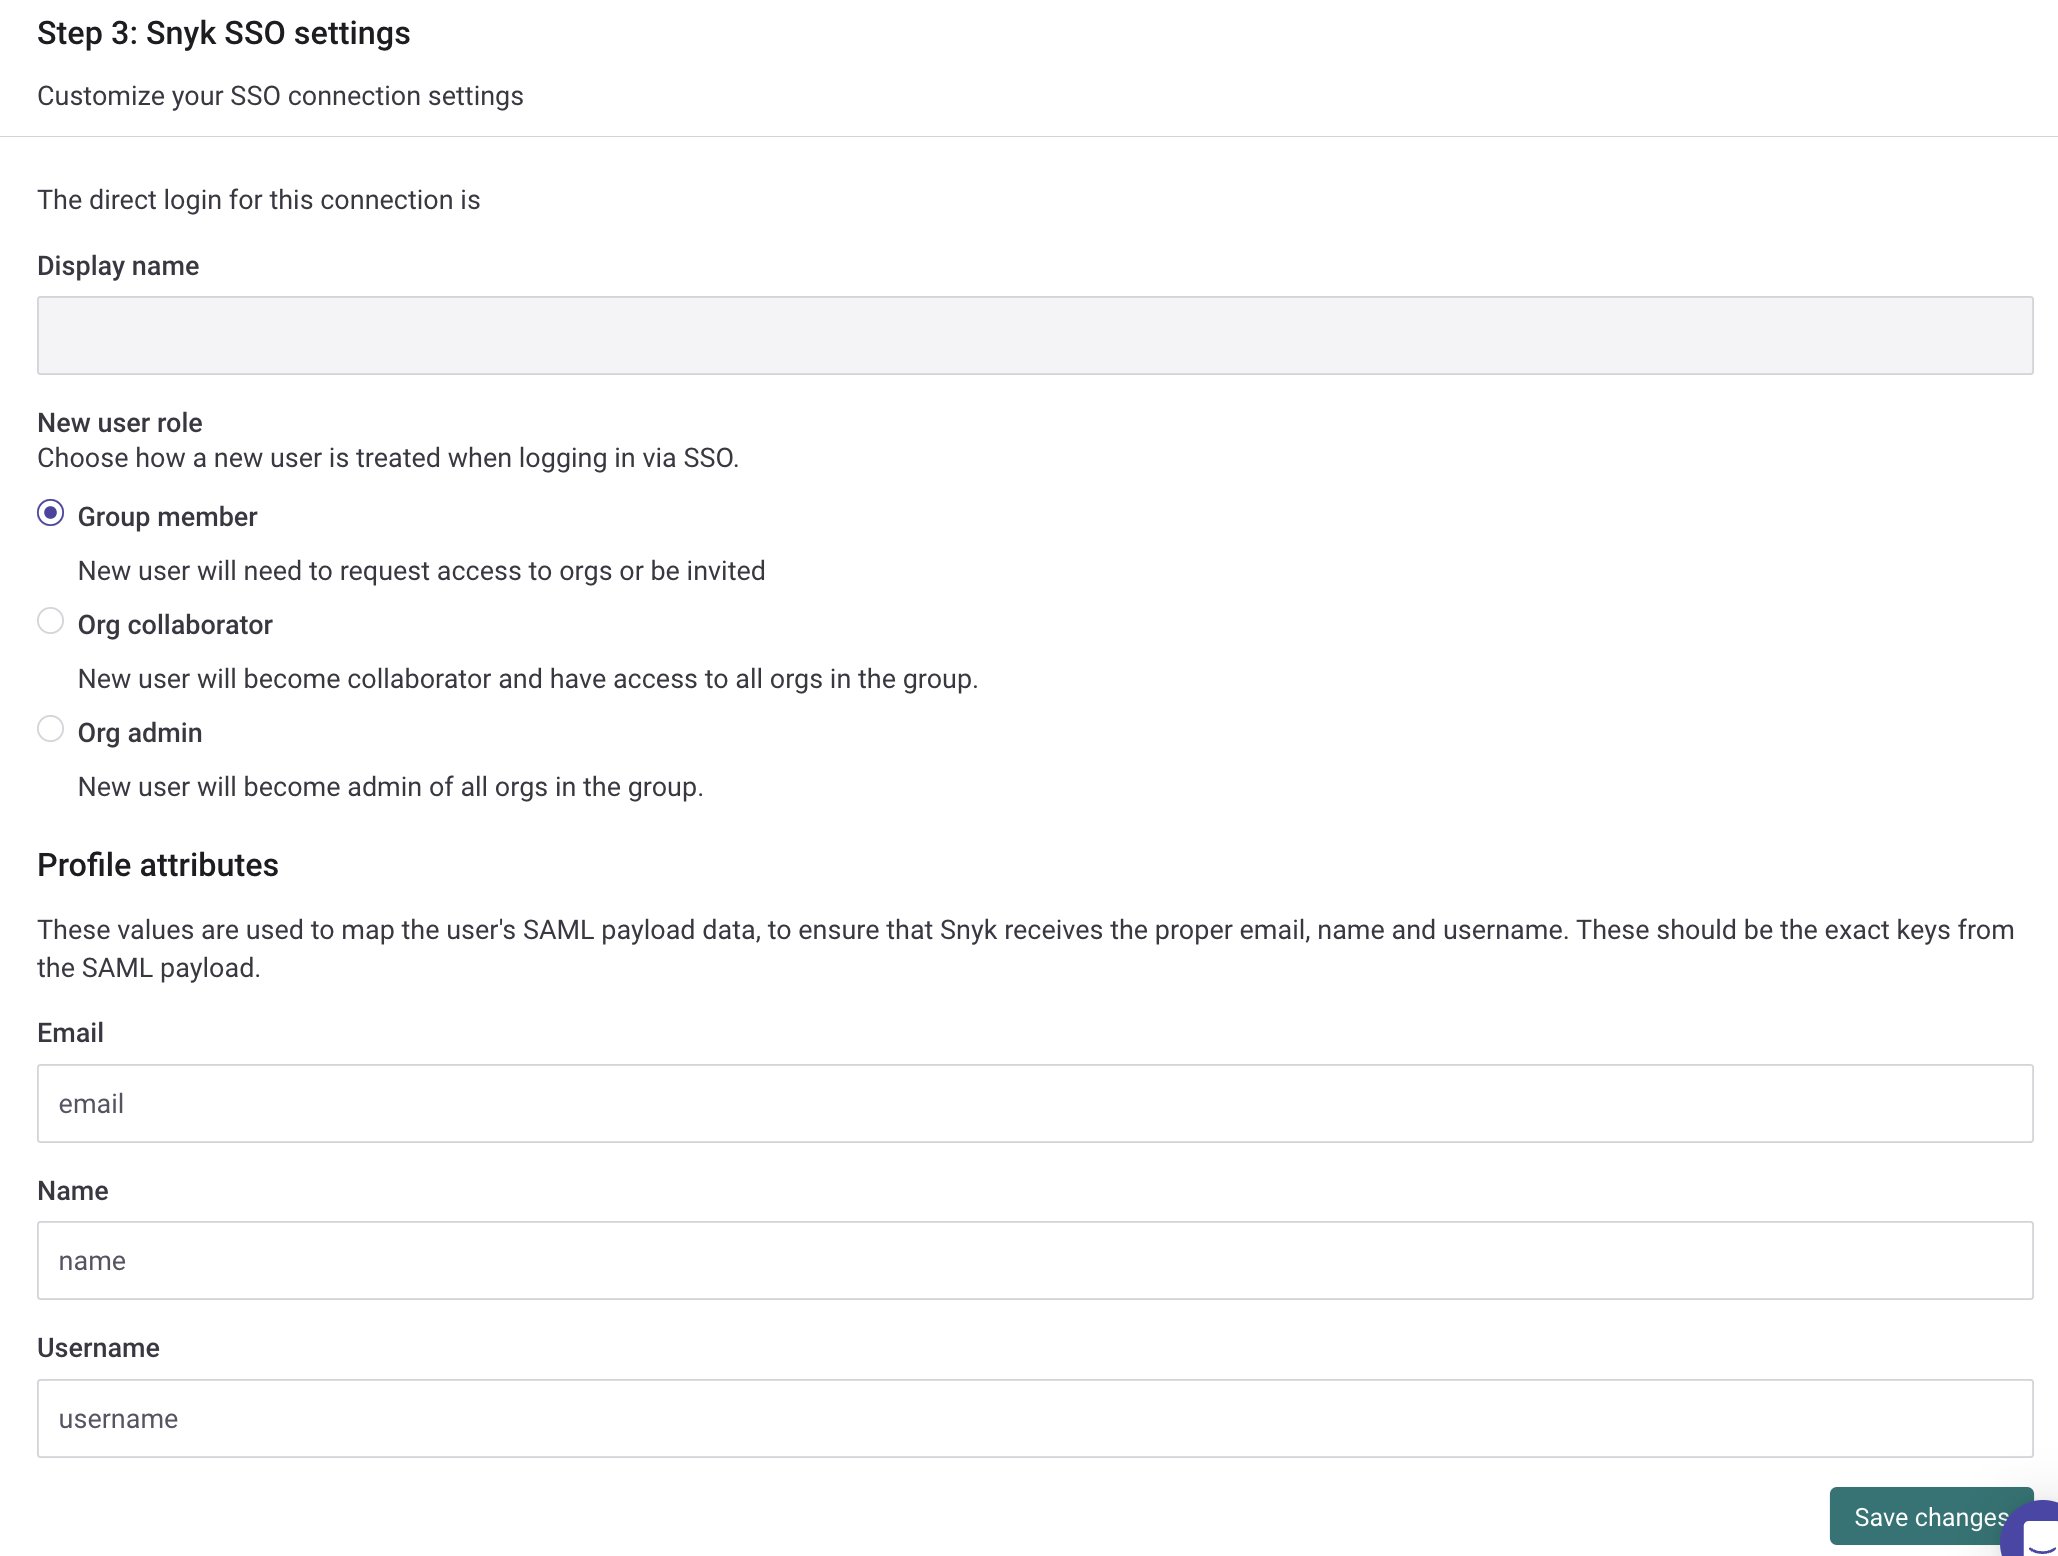 Step 3: Snyk SSO settings
Customize your SSO connection settings
The direct login for this connection is
Display name
New user role
Choose how a new user is treated when logging in via SSO.
Group member
New user will need to request access to orgs or be invited
Org collaborator
New user will become collaborator and have access to all orgs in the group.
Org admin
New user will become admin of all orgs in the group.
Profile attributes
These values are used to map the user's SAML payload data, to ensure that Snyk receives the proper email, name and username. These should be the exact keys from
the SAML payload.
Email
email
Name
name
Username
username
Save changes